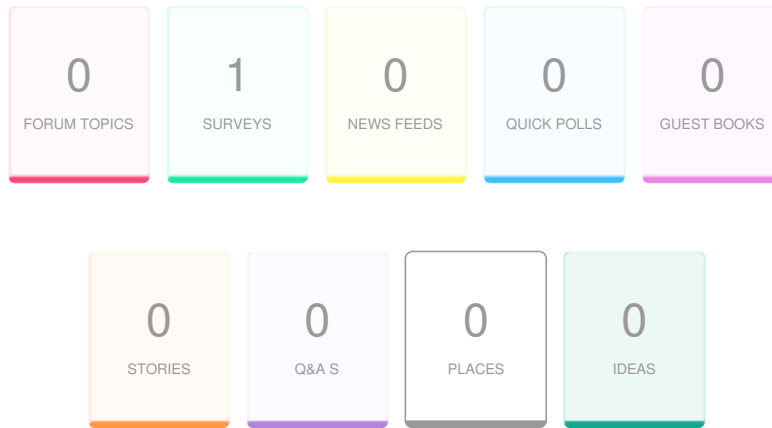 0 1 0 0 0
FORUM TOPICS SURVEYS NEWS FEEDS QUICK POLLS GUEST BOOKS
0 0 0 0
STORIES Q&A S PLACES IDEAS